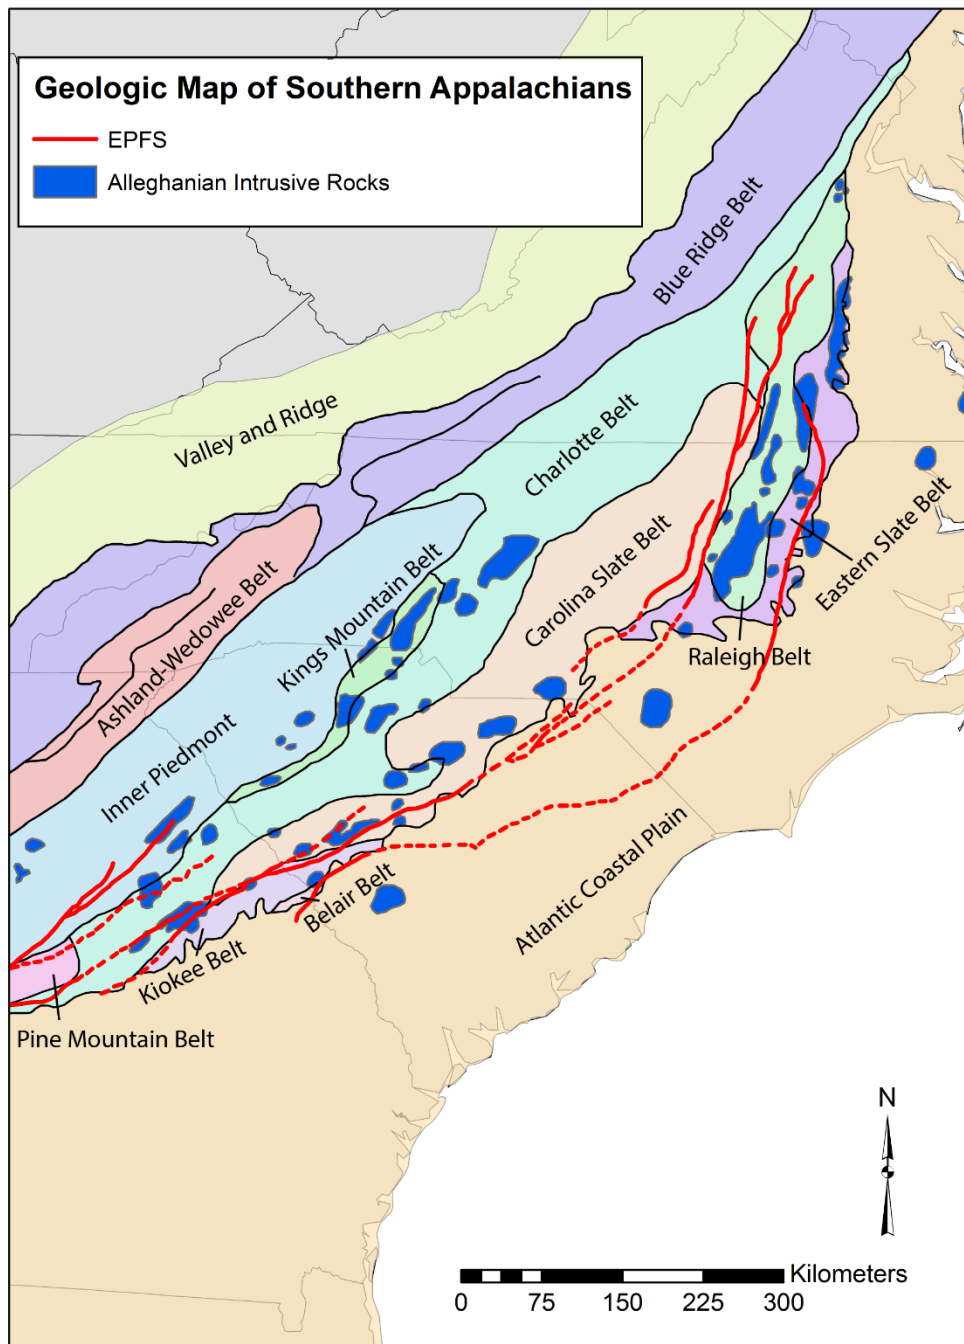 Geologic Map of Southern Appalachians
EPFS
Alleghanian Intrusive Rocks
Blue Ridge Belt
Valley and Ridge
Charlotte Belt
Kings Mountain Belt
Carolina Slate Belt
Eastern Slate Belt
Ashland-Wedowee Belt
Raleigh Belt
Inner Piedmont
Atlantic Coastal Plain
Belair Belt
Kiokee Belt
Pine Mountain Belt
N
Kilometers
0 75 150 225 300